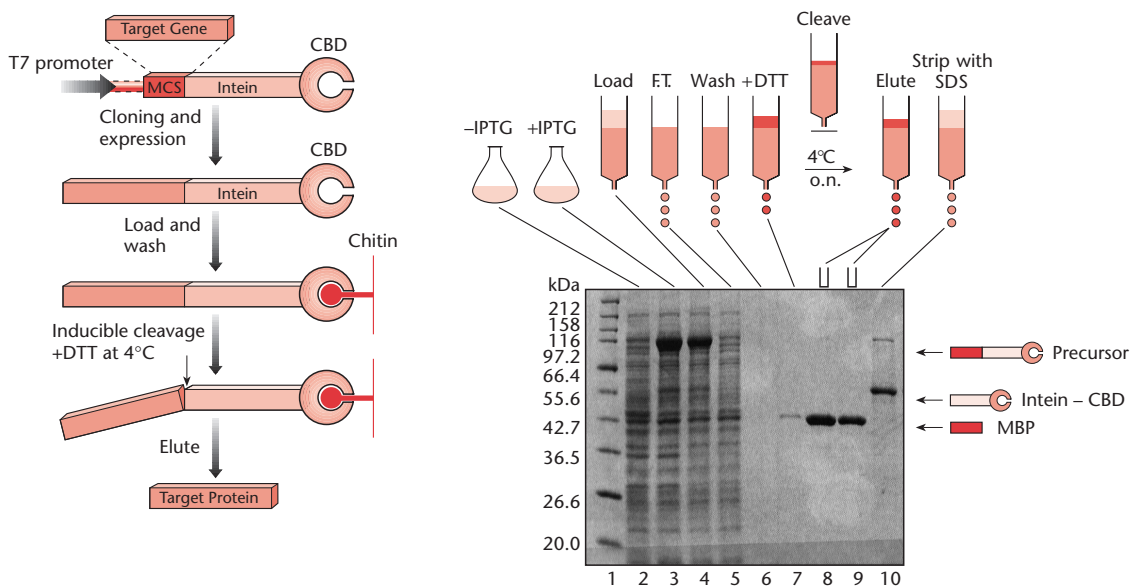 Target Gene
CBD
T7 promoter
MCS
Intein
Cloning and
expression
CBD
Intein
Load and
wash
Chitin
Inducible cleavage
+DTT at 4°C
Elute
Target Protein
Cleave
Load
F.T.
Wash
+DTT
Elute
Strip with
SDS
–IPTG
+IPTG
4°C
o.n.
kDa
212
158
116
97.2
66.4
55.6
42.7
36.5
26.6
20.0
1 2 3 4 5 6 7 8 9 10
Precursor
Intein – CBD
MBP